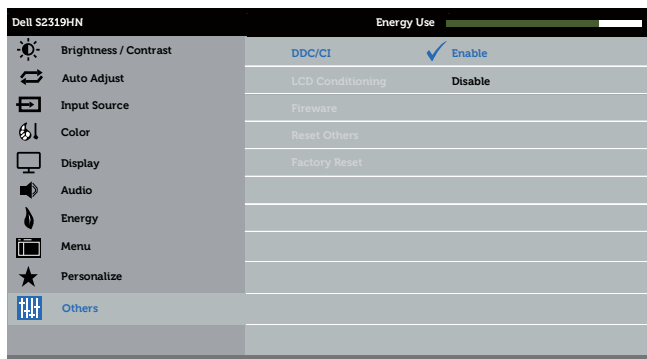 Dell S2319HN Energy Use
Brightness / Contrast DDC/CI Enable
Auto Adjust LCD Conditioning Disable
Input Source Fireware
Color Reset Others
Display Factory Reset
Audio
Energy
Menu
Personalize
Others